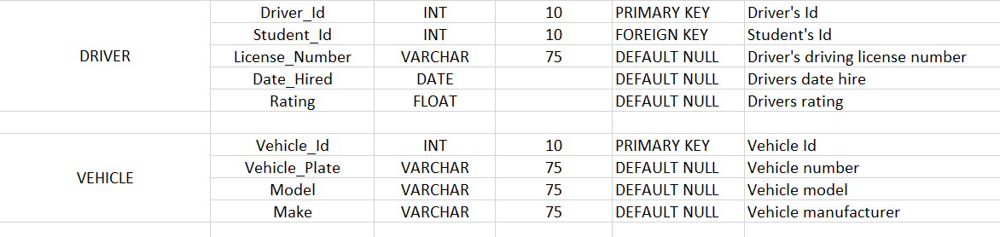 DRIVER
Driver_Id INT 10 PRIMARY KEY Driver's Id
Student_Id INT 10 FOREIGN KEY Student's Id
License_Number VARCHAR 75 DEFAULT NULL Driver's driving license number
Date_Hired DATE DEFAULT NULL Drivers date hire
Rating FLOAT DEFAULT NULL Drivers rating
VEHICLE
Vehicle_Id INT 10 PRIMARY KEY Vehicle Id
Vehicle_Plate VARCHAR 75 DEFAULT NULL Vehicle number
Model VARCHAR 75 DEFAULT NULL Vehicle model
Make VARCHAR 75 DEFAULT NULL Vehicle manufacturer